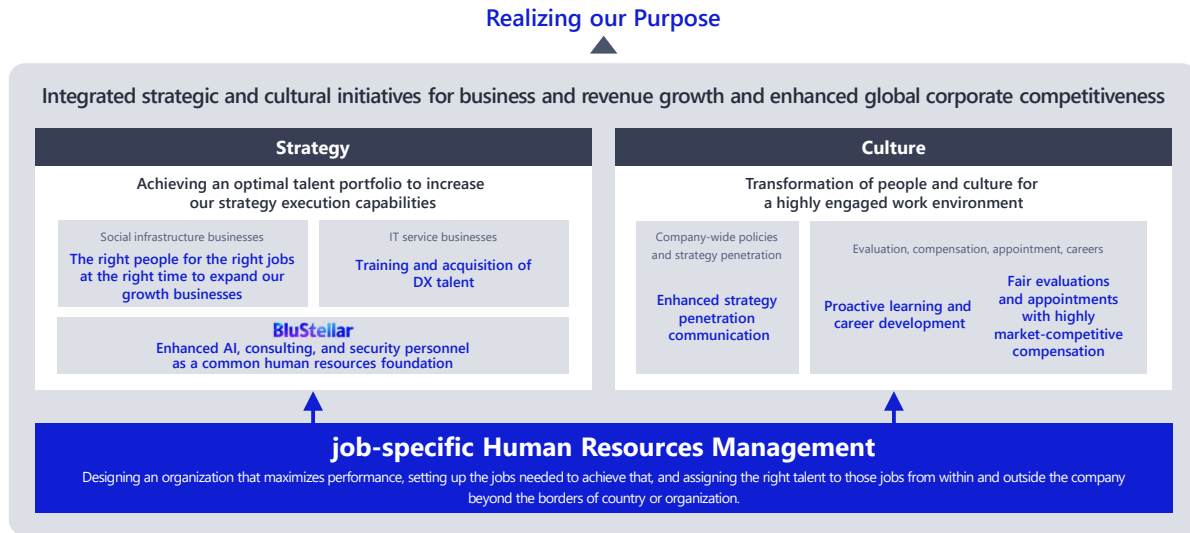 Realizing our Purpose
Integrated strategic and cultural initiatives for business and revenue growth and enhanced global corporate competitiveness
Strategy
Achieving an optimal talent portfolio to increase
our strategy execution capabilities
Social infrastructure businesses
The right people for the right jobs
at the right time to expand our
growth businesses
IT service businesses
Training and acquisition of
DX talent
BluStellar
Enhanced AI, consulting, and security personnel
as a common human resources foundation
Culture
Transformation of people and culture for
a highly engaged work environment
Company-wide policies
and strategy penetration
Enhanced strategy
penetration
communication
Evaluation, compensation, appointment, careers
Proactive learning and
career development
Fair evaluations
and appointments
with highly
market-competitive
compensation
job-specific Human Resources Management
Designing an organization that maximizes performance, setting up the jobs needed to achieve that, and assigning the right talent to those jobs from within and outside the company
beyond the borders of country or organization.